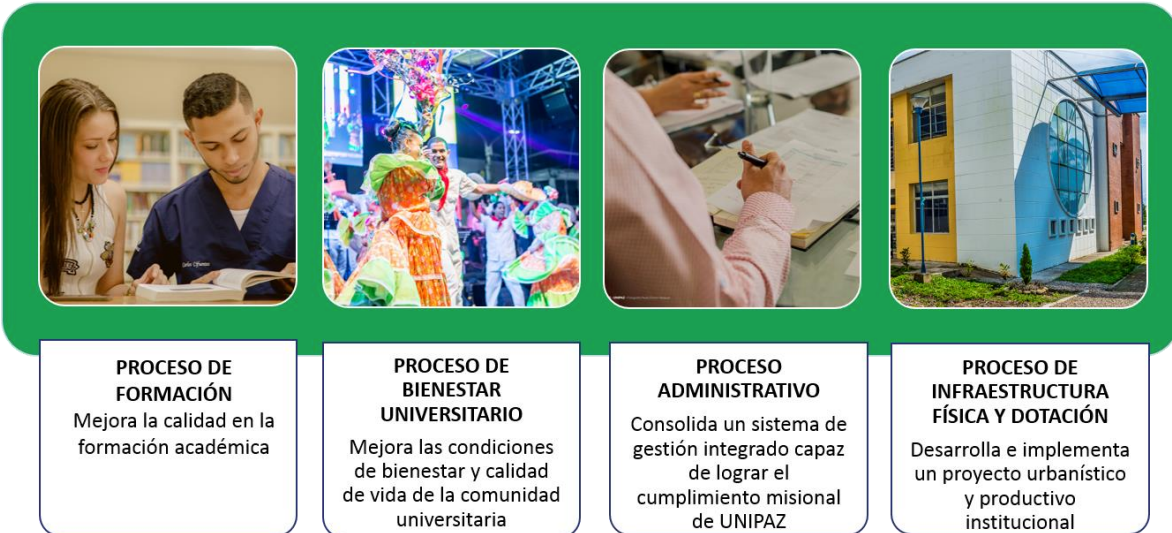 PROCESO DE
FORMACIÓN
Mejora la calidad en la
formación académica
PROCESO DE
BIENESTAR
UNIVERSITARIO
Mejora las condiciones
de bienestar y calidad
de vida de la comunidad
universitaria
PROCESO
ADMINISTRATIVO
Consolida un sistema de
gestión integrado capaz
de lograr el
cumplimiento misional
de UNIPAZ
PROCESO DE
INFRAESTRUCTURA
FÍSICA Y DOTACIÓN
Desarrolla e implementa
un proyecto urbanístico
y productivo
institucional